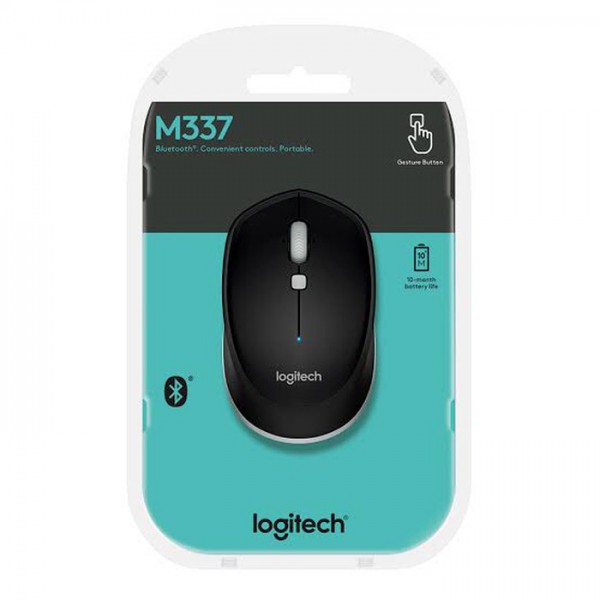 M337
Bluetooth®. Convenient controls. Portable.
Gesture Button
10
M
10-month
battery life
logitech
logitech®